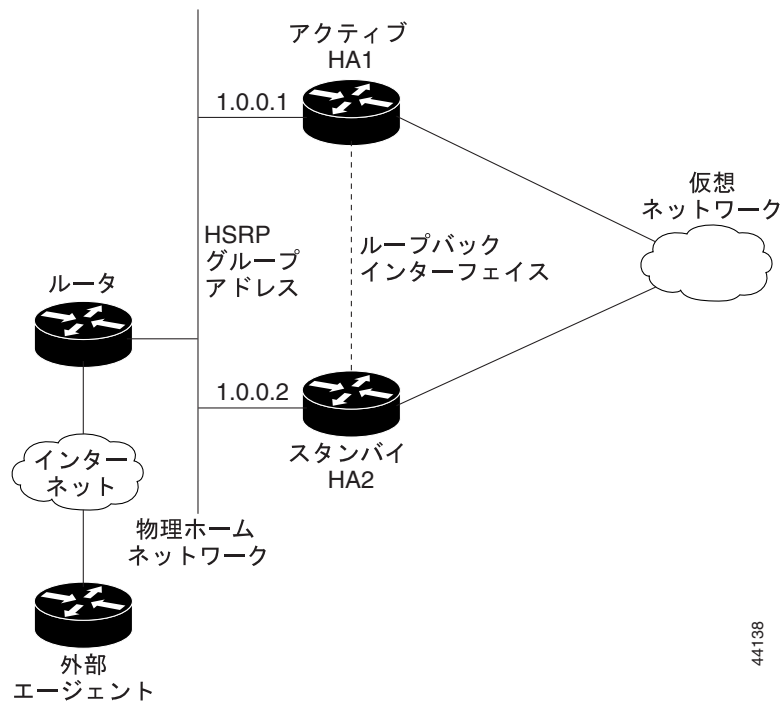 アクティブ
HA1
1.0.0.1
仮想
ネットワーク
HSRP
グループ
アドレス
ループバック
インターフェイス
ルータ
1.0.0.2
スタンバイ
HA2
インター
ネット
物理ホーム
ネットワーク
外部
エージェント
44138